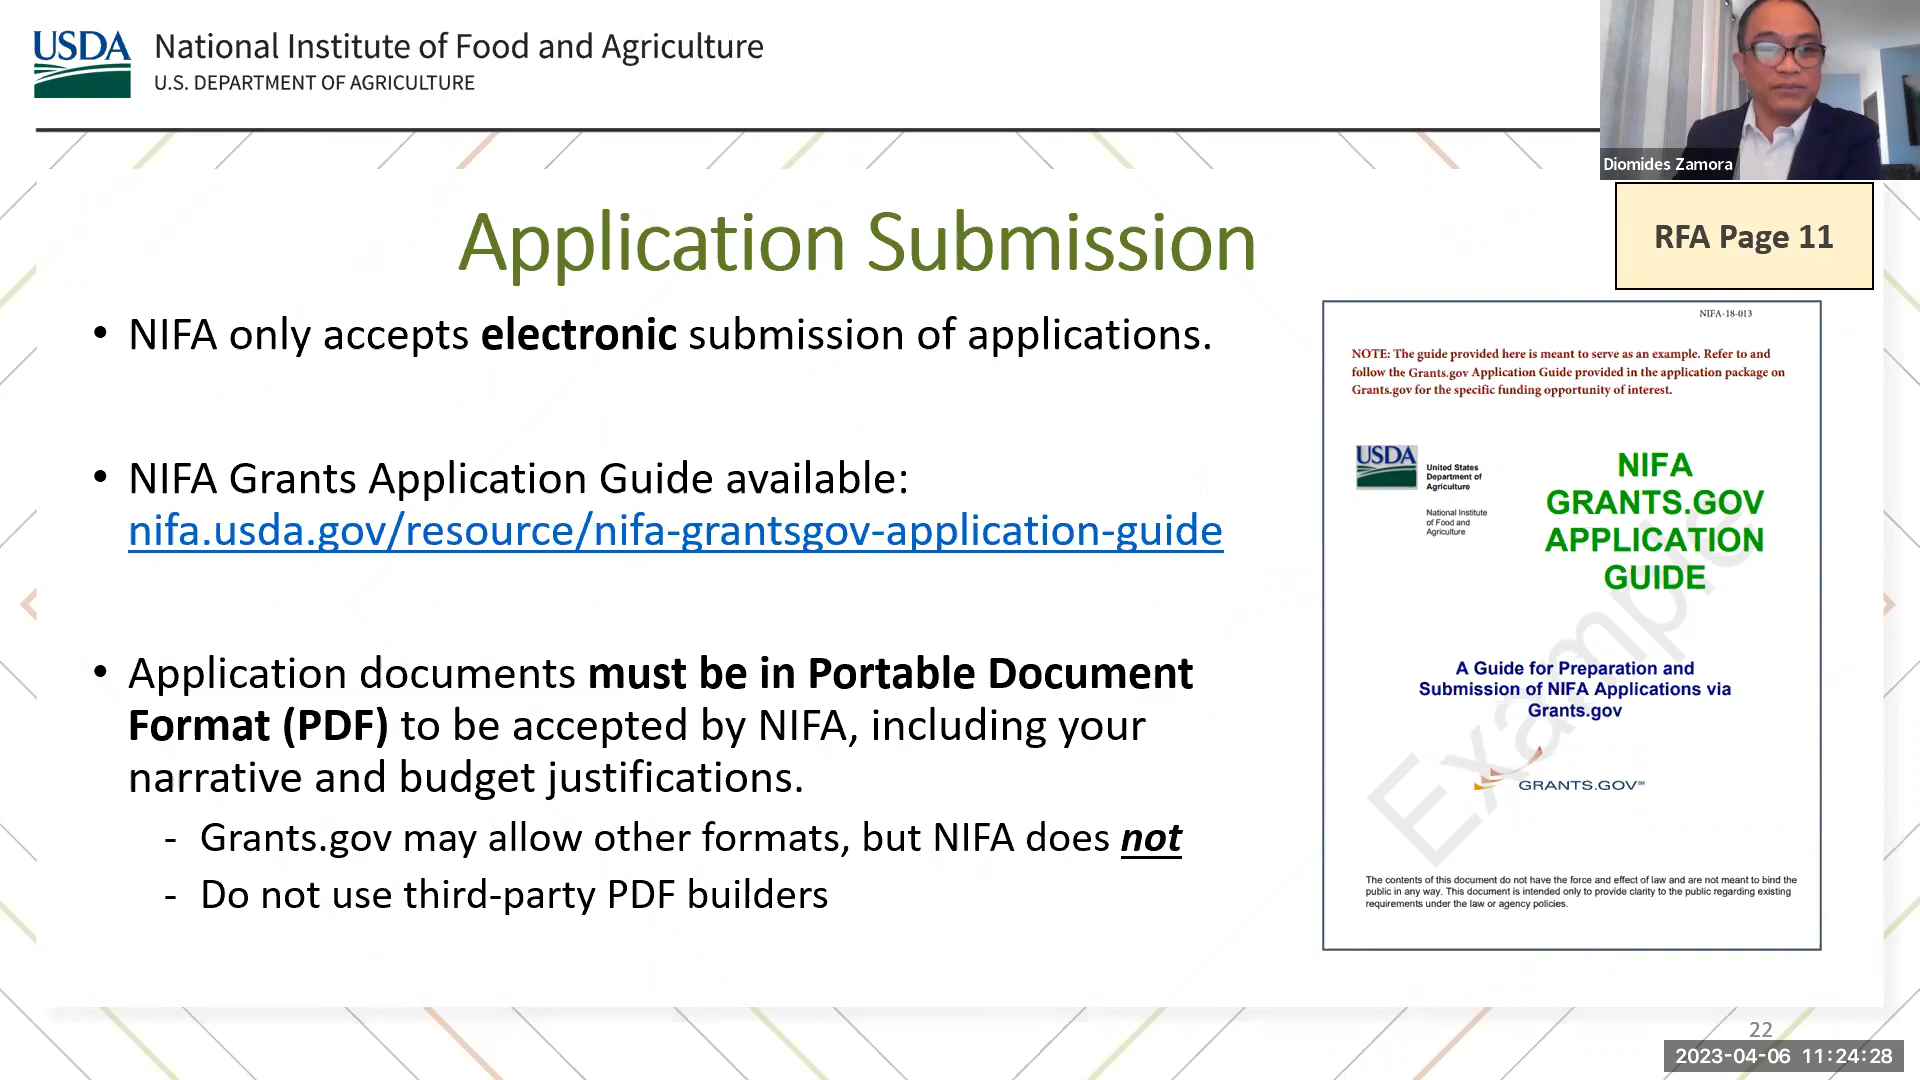 USDA
National Institute of Food and Agriculture
U.S. DEPARTMENT OF AGRICULTURE
Diomides Zamora
RFA Page 11
Application Submission
• NIFA only accepts electronic submission of applications.
• NIFA Grants Application Guide available:
nifa.usda.gov/resource/nifa-grantsgov-application-guide
• Application documents must be in Portable Document
Format (PDF) to be accepted by NIFA, including your
narrative and budget justifications.
- Grants.gov may allow other formats, but NIFA does not
- Do not use third-party PDF builders
NIFA-18-013
NOTE: The guide provided here is meant to serve as an example. Refer to and
follow the Grants.gov Application Guide provided in the application package on
Grants.gov for the specific funding opportunity of interest.
USDA
United States
Department of
Agriculture
National Institute
of Food and
Agriculture
NIFA
GRANTS.GOV
APPLICATION
GUIDE
A Guide for Preparation and
Submission of NIFA Applications via
Grants.gov
Example
GRANTS.GOV℠
The contents of this document do not have the force and effect of law and are not meant to bind the
public in any way. This document is intended only to provide clarity to the public regarding existing
requirements under the law or agency policies.
22
2023-04-06 11:24:28